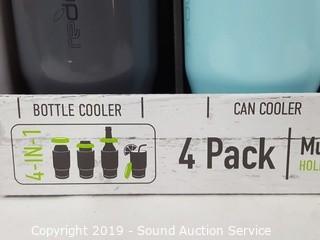 BOTTLE COOLER
CAN COOLER
4-IN-1
4 Pack
Copyright 2019 - Sound Auction Service